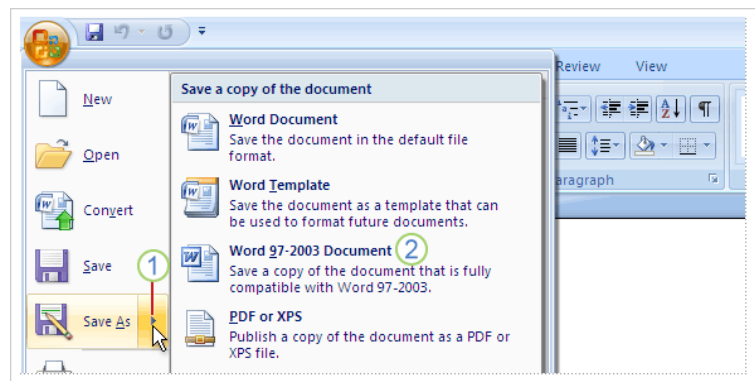 Review View
Save a copy of the document
New
Word Document
Save the document in the default file
format.
Open
Word Template
Save the document as a template that can
be used to format future documents.
Convert
Word 97-2003 Document 2
Save a copy of the document that is fully
compatible with Word 97-2003.
Save 1
Save As
PDF or XPS
Publish a copy of the document as a PDF or
XPS file.
A
Z
¶
aragraph